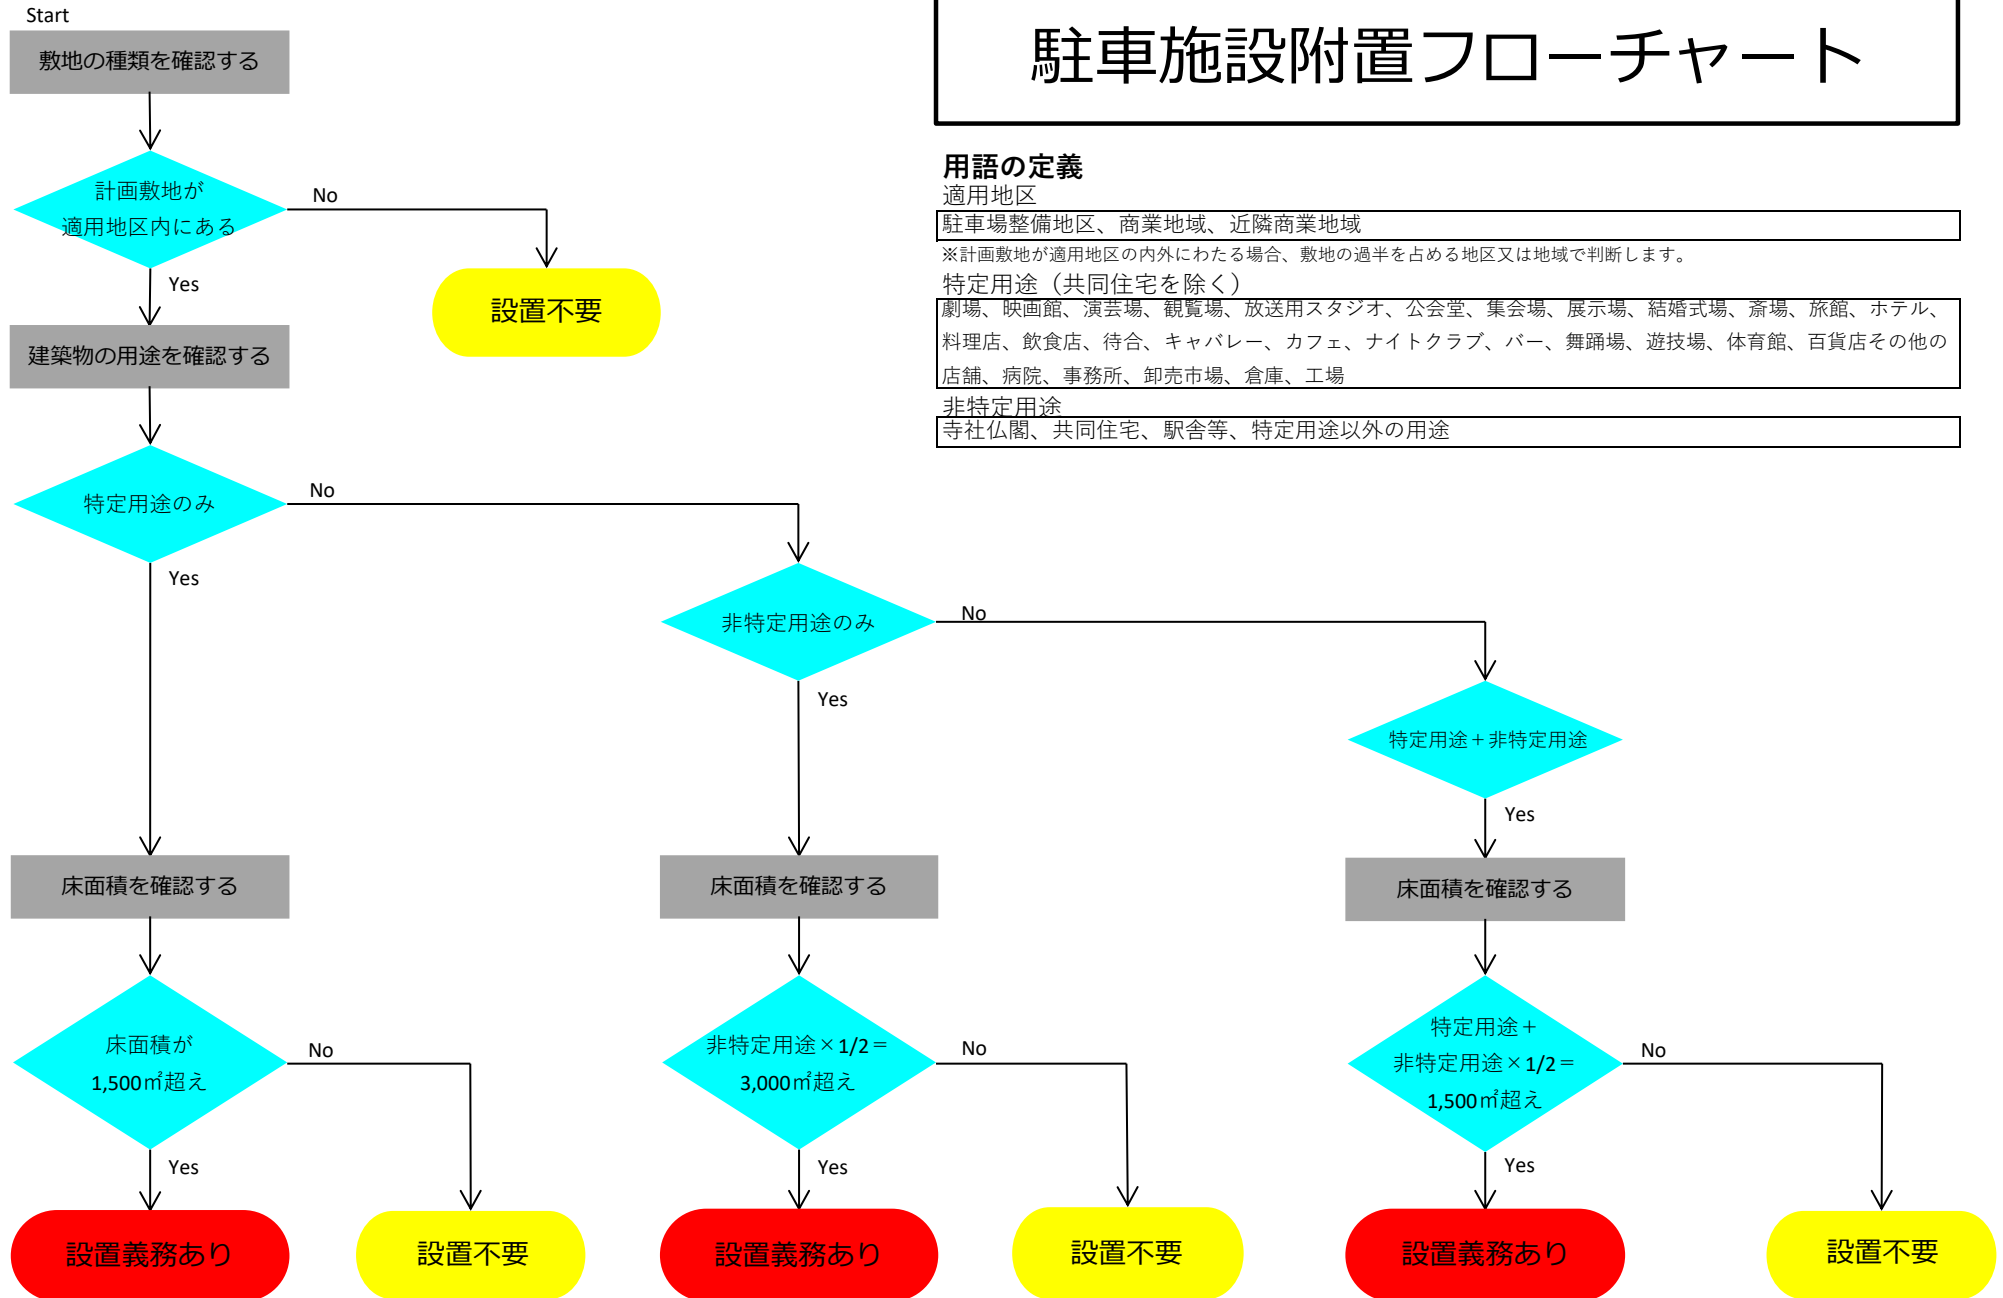 Start
駐車施設附置フローチャート
敷地の種類を確認する
用語の定義
適用地区
駐車場整備地区、商業地域、近隣商業地域
※計画敷地が適用地区の内外にわたる場合、敷地の過半を占める地区又は地域で判断します。
特定用途（共同住宅を除く）
劇場、映画館、演芸場、観覧場、放送用スタジオ、公会堂、集会場、展示場、結婚式場、斎場、旅館、ホテル、
料理店、飲食店、待合、キャバレー、カフェ、ナイトクラブ、バー、舞踊場、遊技場、体育館、百貨店その他の
店舗、病院、事務所、卸売市場、倉庫、工場
非特定用途
寺社仏閣、共同住宅、駅舎等、特定用途以外の用途
計画敷地が
適用地区内にある
No
Yes
設置不要
建築物の用途を確認する
特定用途のみ
No
Yes
非特定用途のみ
No
Yes
特定用途＋非特定用途
Yes
床面積を確認する
床面積を確認する
床面積を確認する
床面積が
1,500㎡超え
No
Yes
非特定用途×1/2＝
3,000㎡超え
No
Yes
特定用途＋
非特定用途×1/2＝
1,500㎡超え
No
Yes
設置義務あり
設置不要
設置義務あり
設置不要
設置義務あり
設置不要